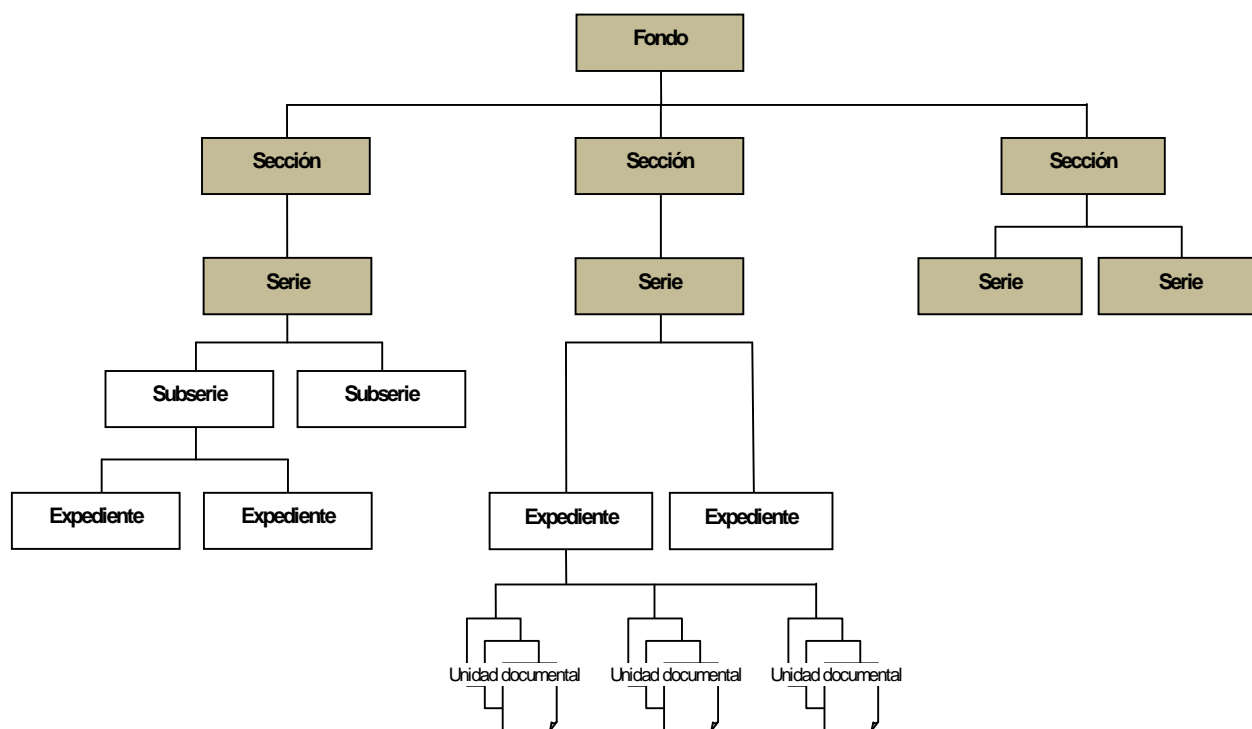 Fondo
Sección
Sección
Sección
Serie
Serie
Serie
Serie
Subserie
Subserie
Expediente
Expediente
Expediente
Expediente
Unidad documental
Unidad documental
Unidad documental